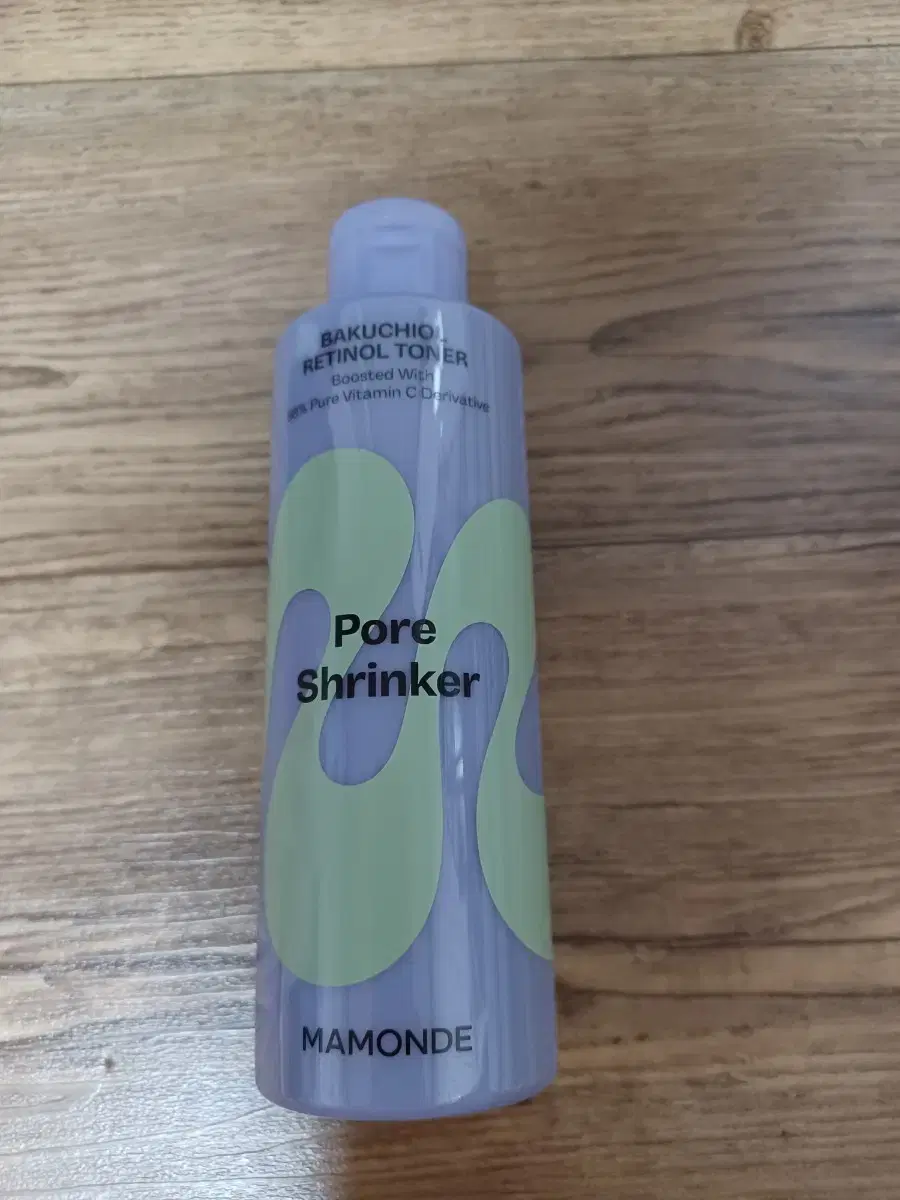 BAKUCHIOL
RETINOL TONER
Boosted With
Pure Vitamin C Derivative
Pore
Shrinker
MAMONDE